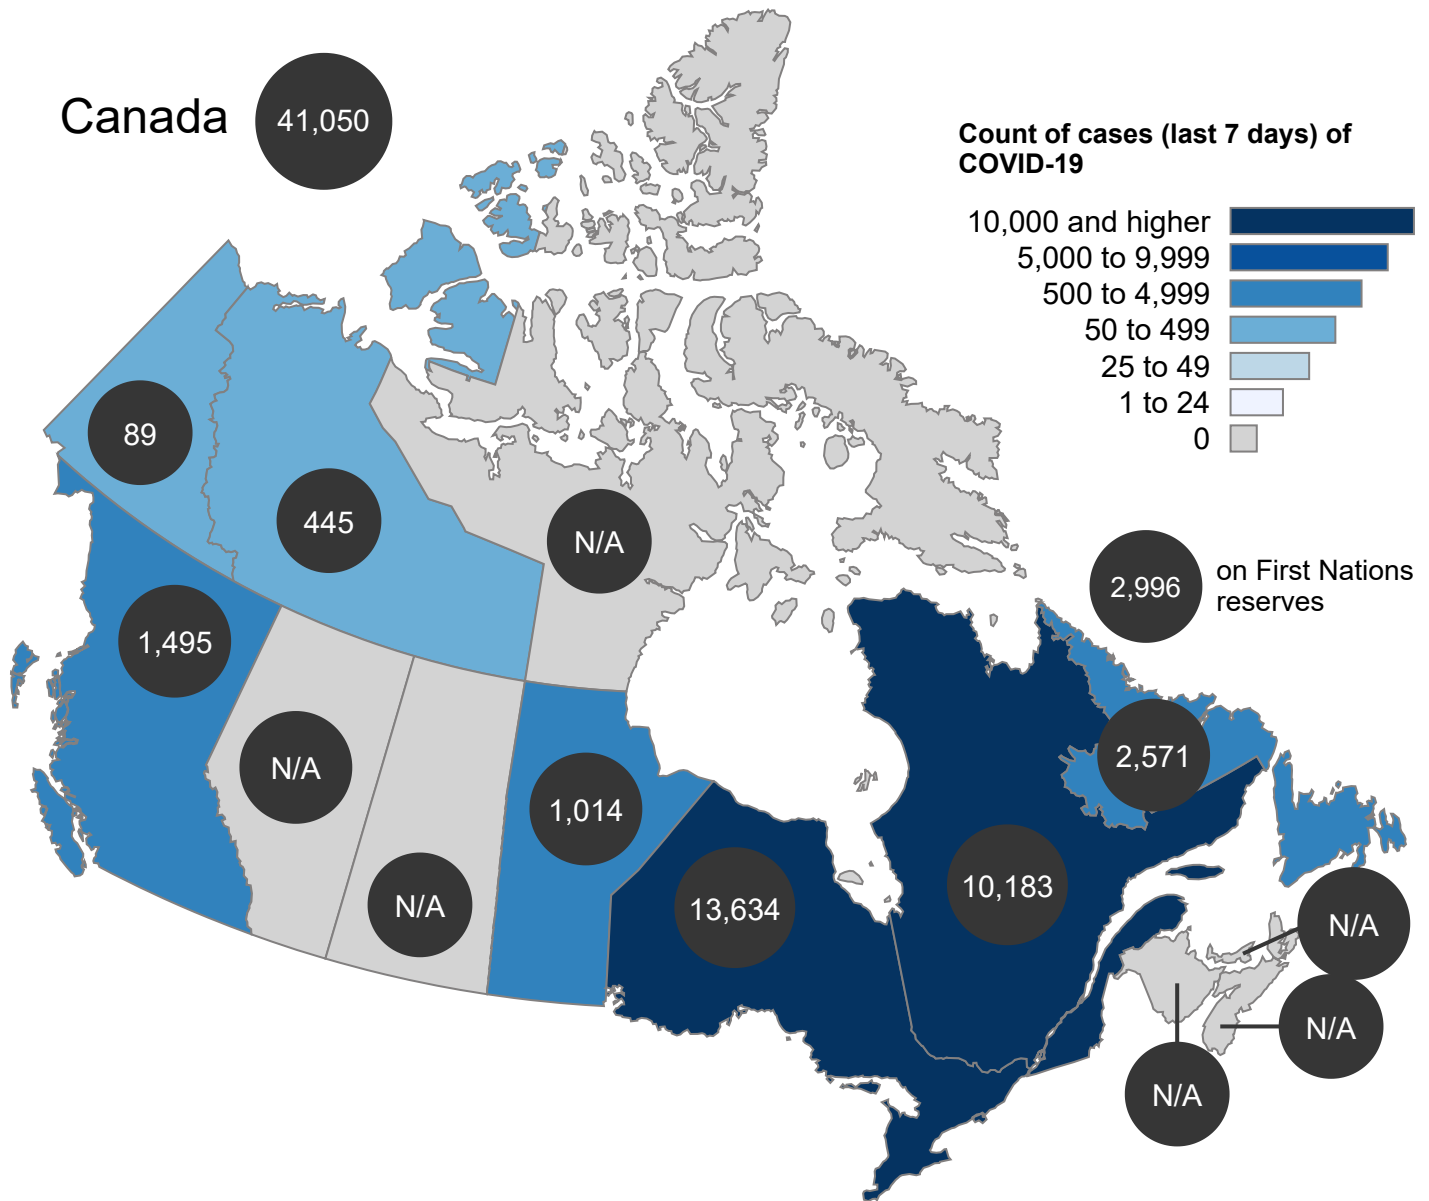 Canada
41,050
Count of cases (last 7 days) of
COVID-19
10,000 and higher
5,000 to 9,999
500 to 4,999
50 to 499
25 to 49
1 to 24
0
89
445
N/A
2,996
on First Nations
reserves
1,495
N/A
1,014
2,571
N/A
13,634
10,183
N/A
N/A
N/A